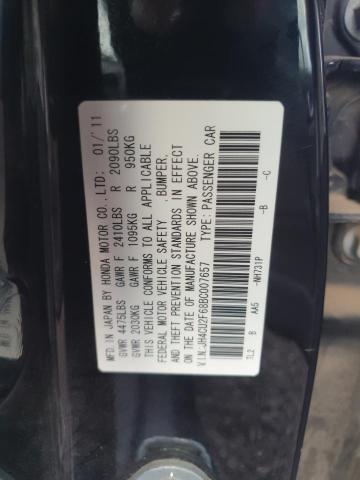 MFD. IN JAPAN BY HONDA MOTOR CO., LTD: 01/'11
GVWR 4475LBS GAWR F 2410LBS R 2090LBS
GVWR 2030KG GAWR F 1095KG R 950KG
THIS VEHICLE CONFORMS TO ALL APPLICABLE
FEDERAL MOTOR VEHICLE SAFETY , BUMPER,
AND THEFT PREVENTION STANDARDS IN EFFECT
ON THE DATE OF MANUFACTURE SHOWN ABOVE.
V.I.N.:JH4CU2F68BC007657 TYPE: PASSENGER CAR
TL2 B AA5 -NH731P -B -C